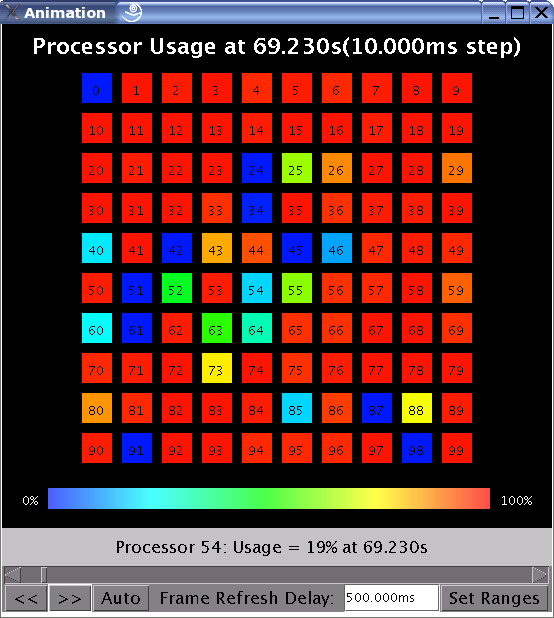 Animation
Processor Usage at 69.230s(10.000ms step)
0 1 2 3 4 5 6 7 8 9
10 11 12 13 14 15 16 17 18 19
20 21 22 23 24 25 26 27 28 29
30 31 32 33 34 35 36 37 38 39
40 41 42 43 44 45 46 47 48 49
50 51 52 53 54 55 56 57 58 59
60 61 62 63 64 65 66 67 68 69
70 71 72 73 74 75 76 77 78 79
80 81 82 83 84 85 86 87 88 89
90 91 92 93 94 95 96 97 98 99
0% 100%
Processor 54: Usage = 19% at 69.230s
<< >> Auto Frame Refresh Delay: 500.000ms Set Ranges